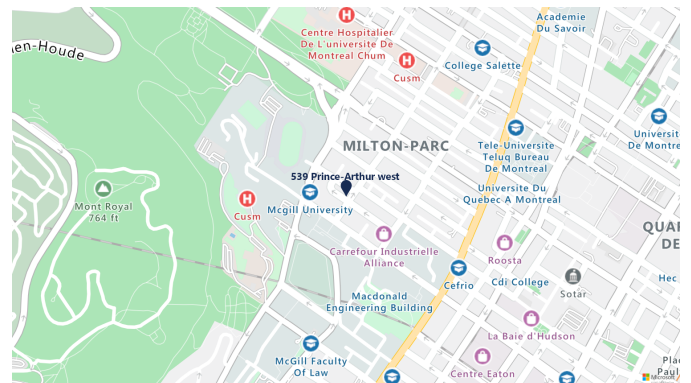 Academie
Du Savoir
Centre Hospitalier
De L'universite De
Montreal Chum
H
en-Houde
College Salette
H
Cusm
Universite
De Montre
MILTON-PARC
Tele-Universite
Teluq Bureau
De Montreal
539 Prince-Arthur west
Mont Royal
764 ft
H
Cusm
Mcgill University
Universite Du
Quebec A Montreal
QUAR
DE
Carrefour Industrielle
Alliance
Roosta
Cefrio
Cdi College
Sotar
Hec
Macdonald
Engineering Building
La Baie d'Hudson
McGill Faculty
Of Law
Centre Eaton
Plac
Paul
Microsoft